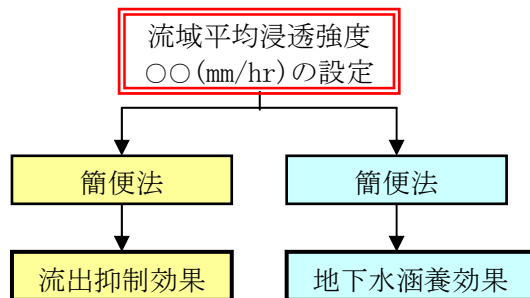 流域平均浸透強度
○○(mm/hr)の設定
簡便法
簡便法
流出抑制効果
地下水涵養効果